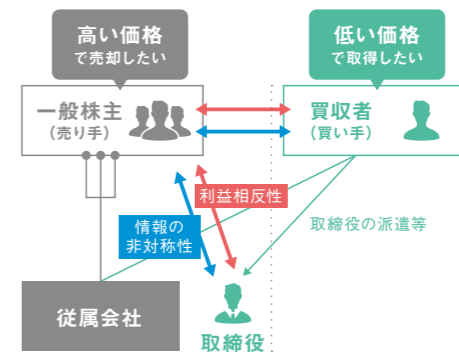 高い価格
で売却したい
低い価格
で取得したい
一般株主
（売り手）
買収者
（買い手）
利益相反性
情報の
非対称性
取締役の派遣等
従属会社
取締役